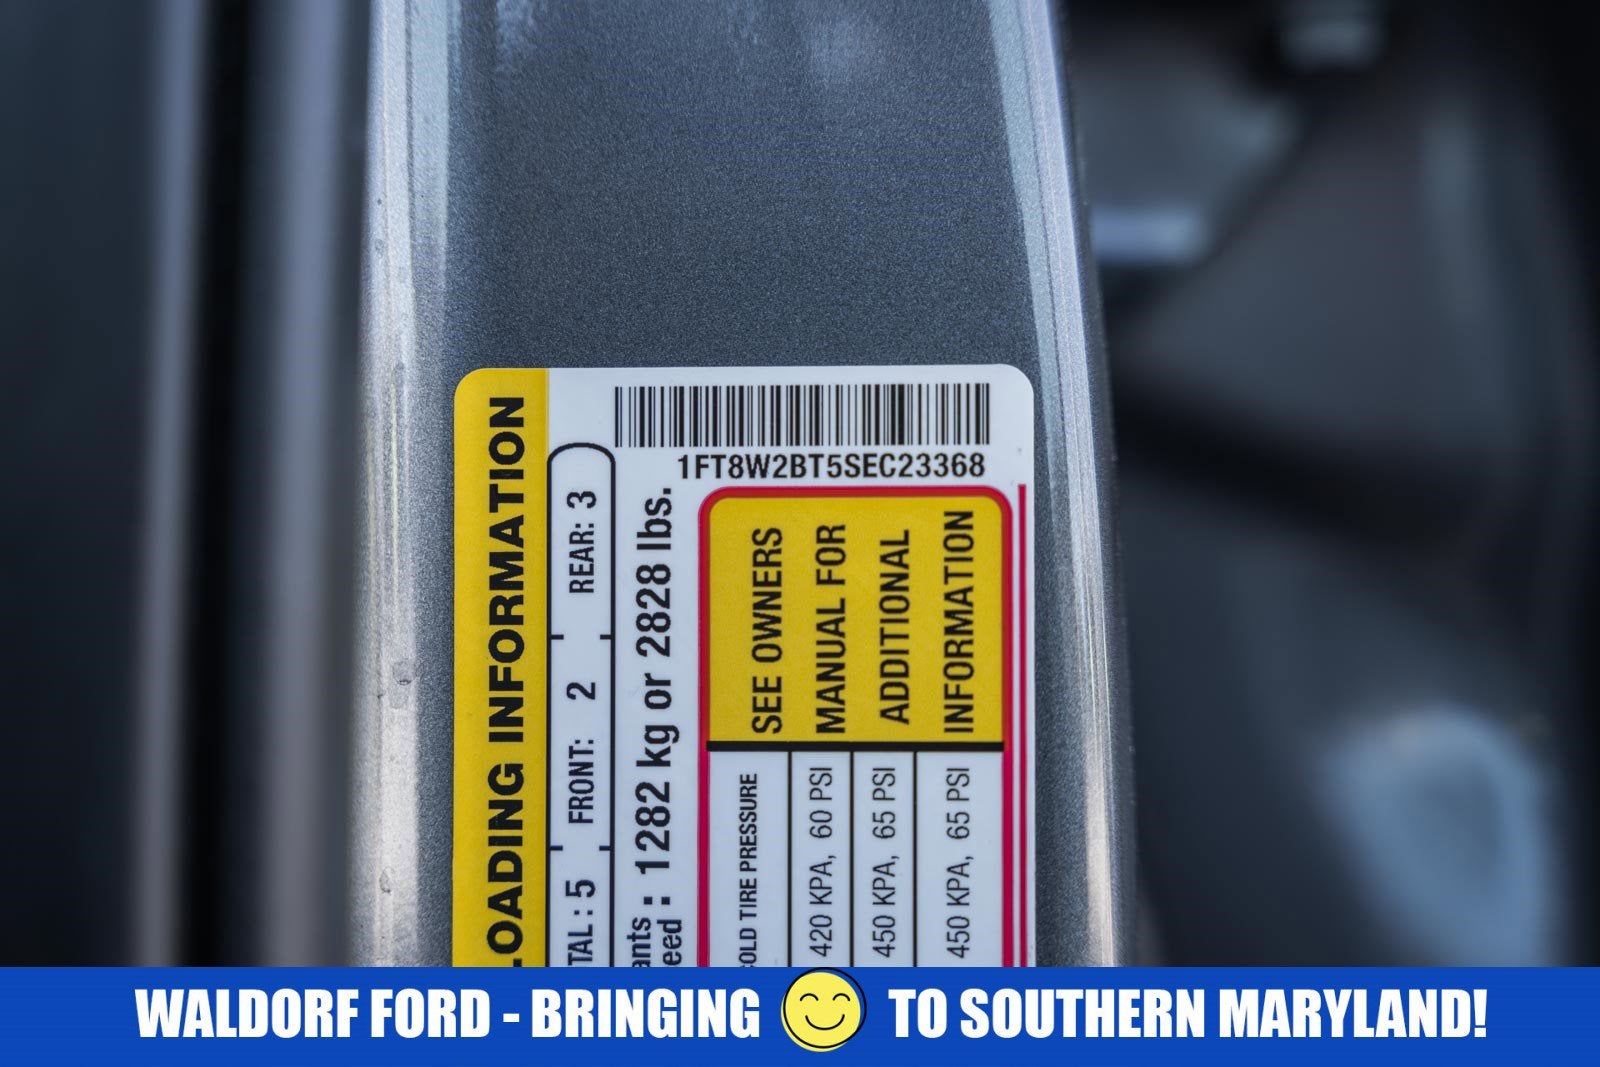 1FT8W2BT5SEC23368
LOADING INFORMATION
TAL : 5 FRONT: 2 REAR: 3
ants
eed : 1282 kg or 2828 lbs.
COLD TIRE PRESSURE
420 KPA, 60 PSI
450 KPA, 65 PSI
450 KPA, 65 PSI
SEE OWNERS
MANUAL FOR
ADDITIONAL
INFORMATION
WALDORF FORD - BRINGING TO SOUTHERN MARYLAND!